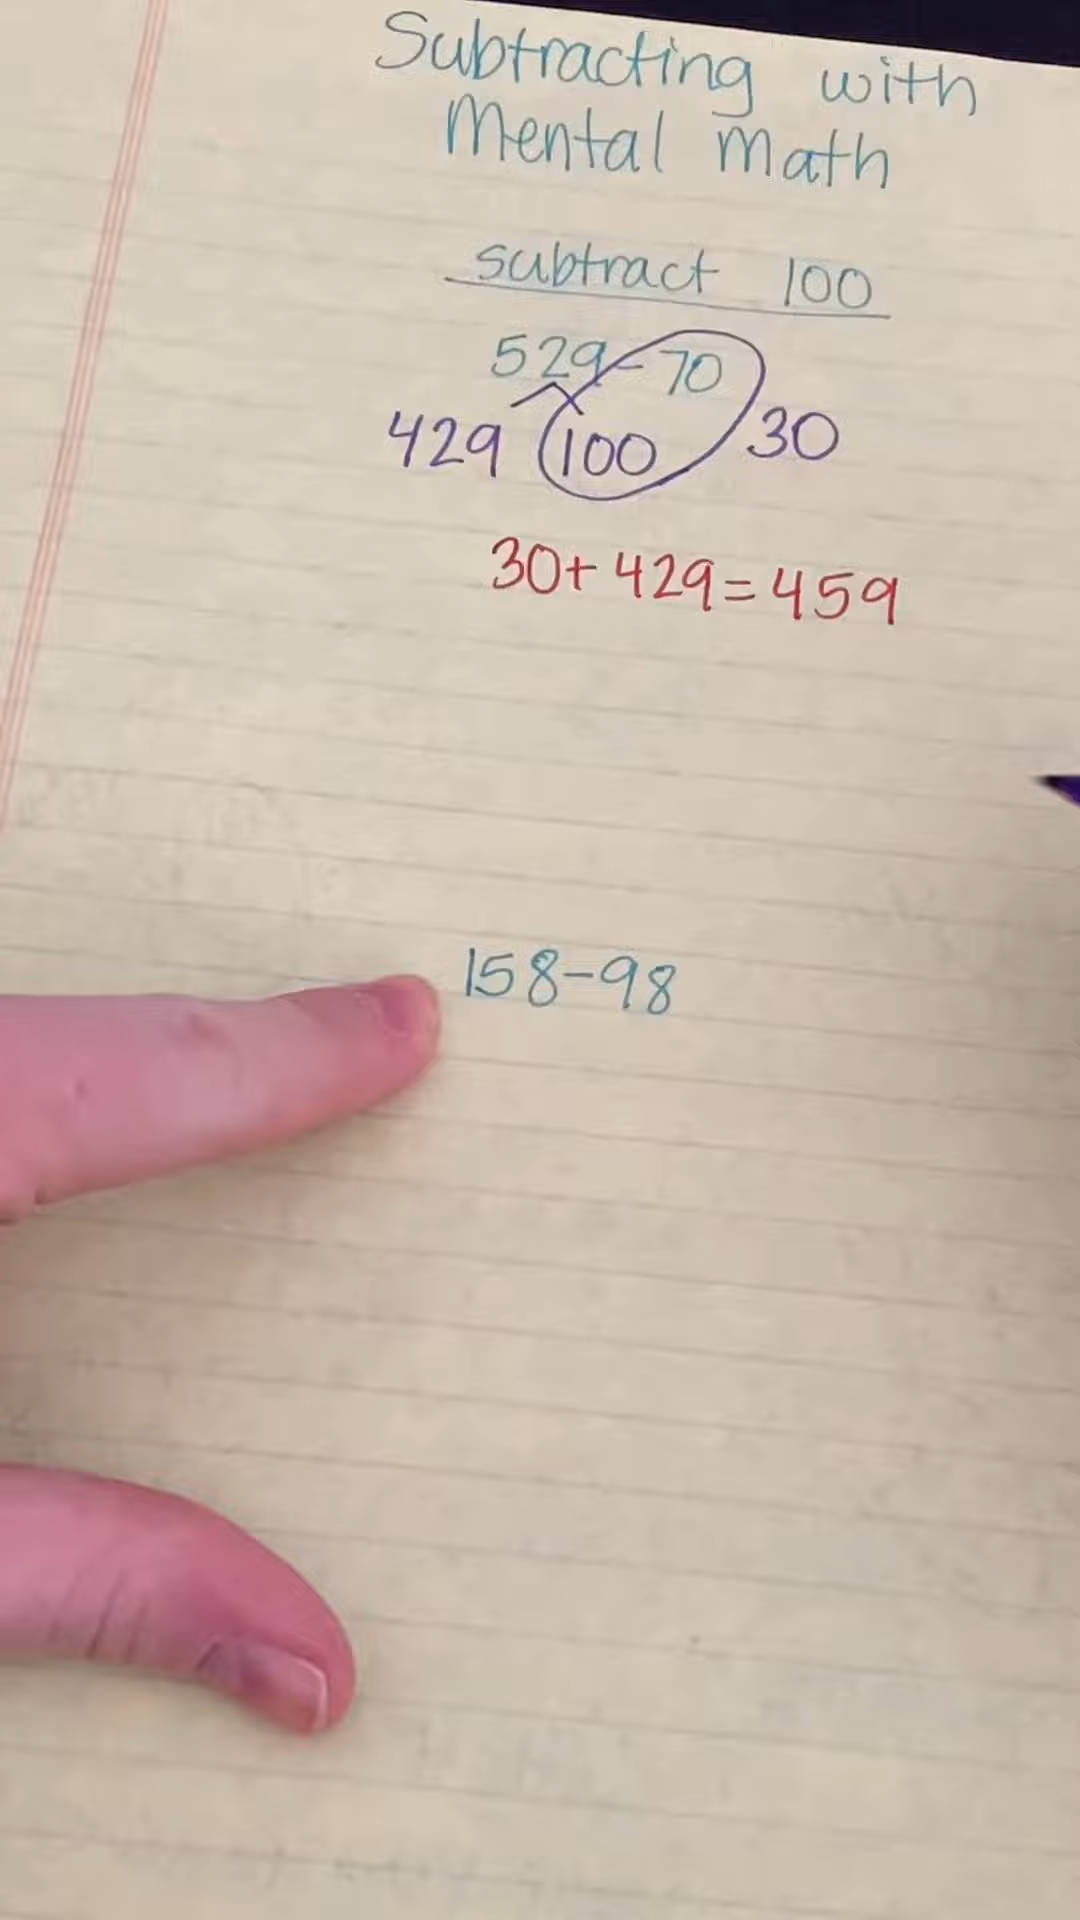 Subtracting with
Mental Math
subtract 100
529-70
429 100 30
30+429=459
158-98